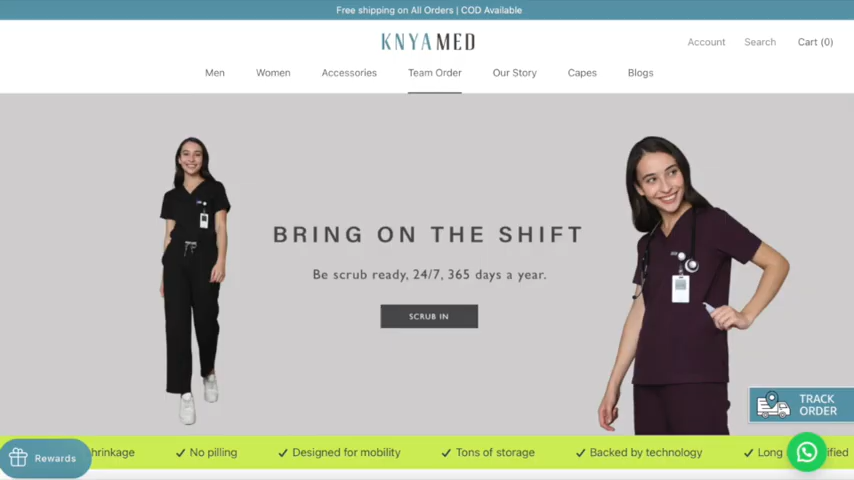 Free shipping on All Orders | COD Available
KNYAMED
Account Search Cart (0)
Men Women Accessories Team Order Our Story Capes Blogs
BRING ON THE SHIFT
Be scrub ready, 24/7, 365 days a year.
SCRUB IN
TRACK
ORDER
hrinkage ✓ No pilling ✓ Designed for mobility ✓ Tons of storage ✓ Backed by technology ✓ Long ified
Rewards